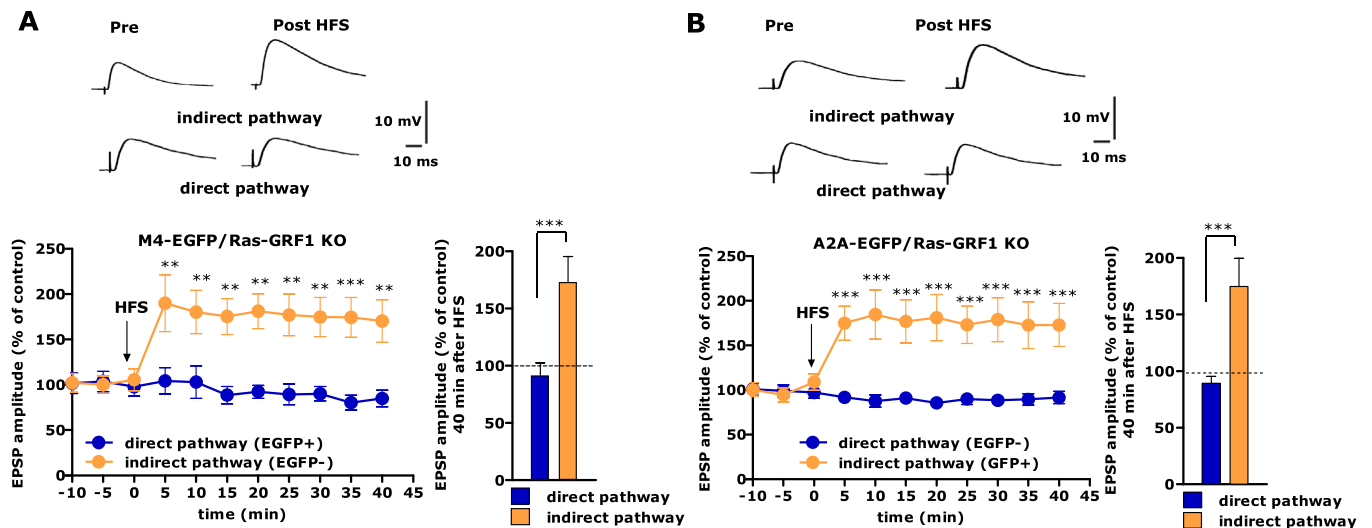 A
Pre
Post HFS
indirect pathway
10 mV
10 ms
direct pathway
M4-EGFP/Ras-GRF1 KO
EPSP amplitude (% of control)
250
200
150
100
50
0
HFS
** ** ** ** ** ** *** **
direct pathway (EGFP+)
indirect pathway (EGFP-)
-10 -5 0 5 10 15 20 25 30 35 40 45
time (min)
EPSP amplitude (% of control)
40 min after HFS
200
150
100
50
0
***
direct pathway
indirect pathway
B
Pre
Post HFS
indirect pathway
10 mV
10 ms
direct pathway
A2A-EGFP/Ras-GRF1 KO
EPSP amplitude (% of control)
250
200
150
100
50
0
HFS
*** *** *** *** *** *** *** ***
direct pathway (EGFP-)
indirect pathway (GFP+)
-10 -5 0 5 10 15 20 25 30 35 40 45
time (min)
EPSP amplitude (% of control)
40 min after HFS
200
150
100
50
0
***
direct pathway
indirect pathway